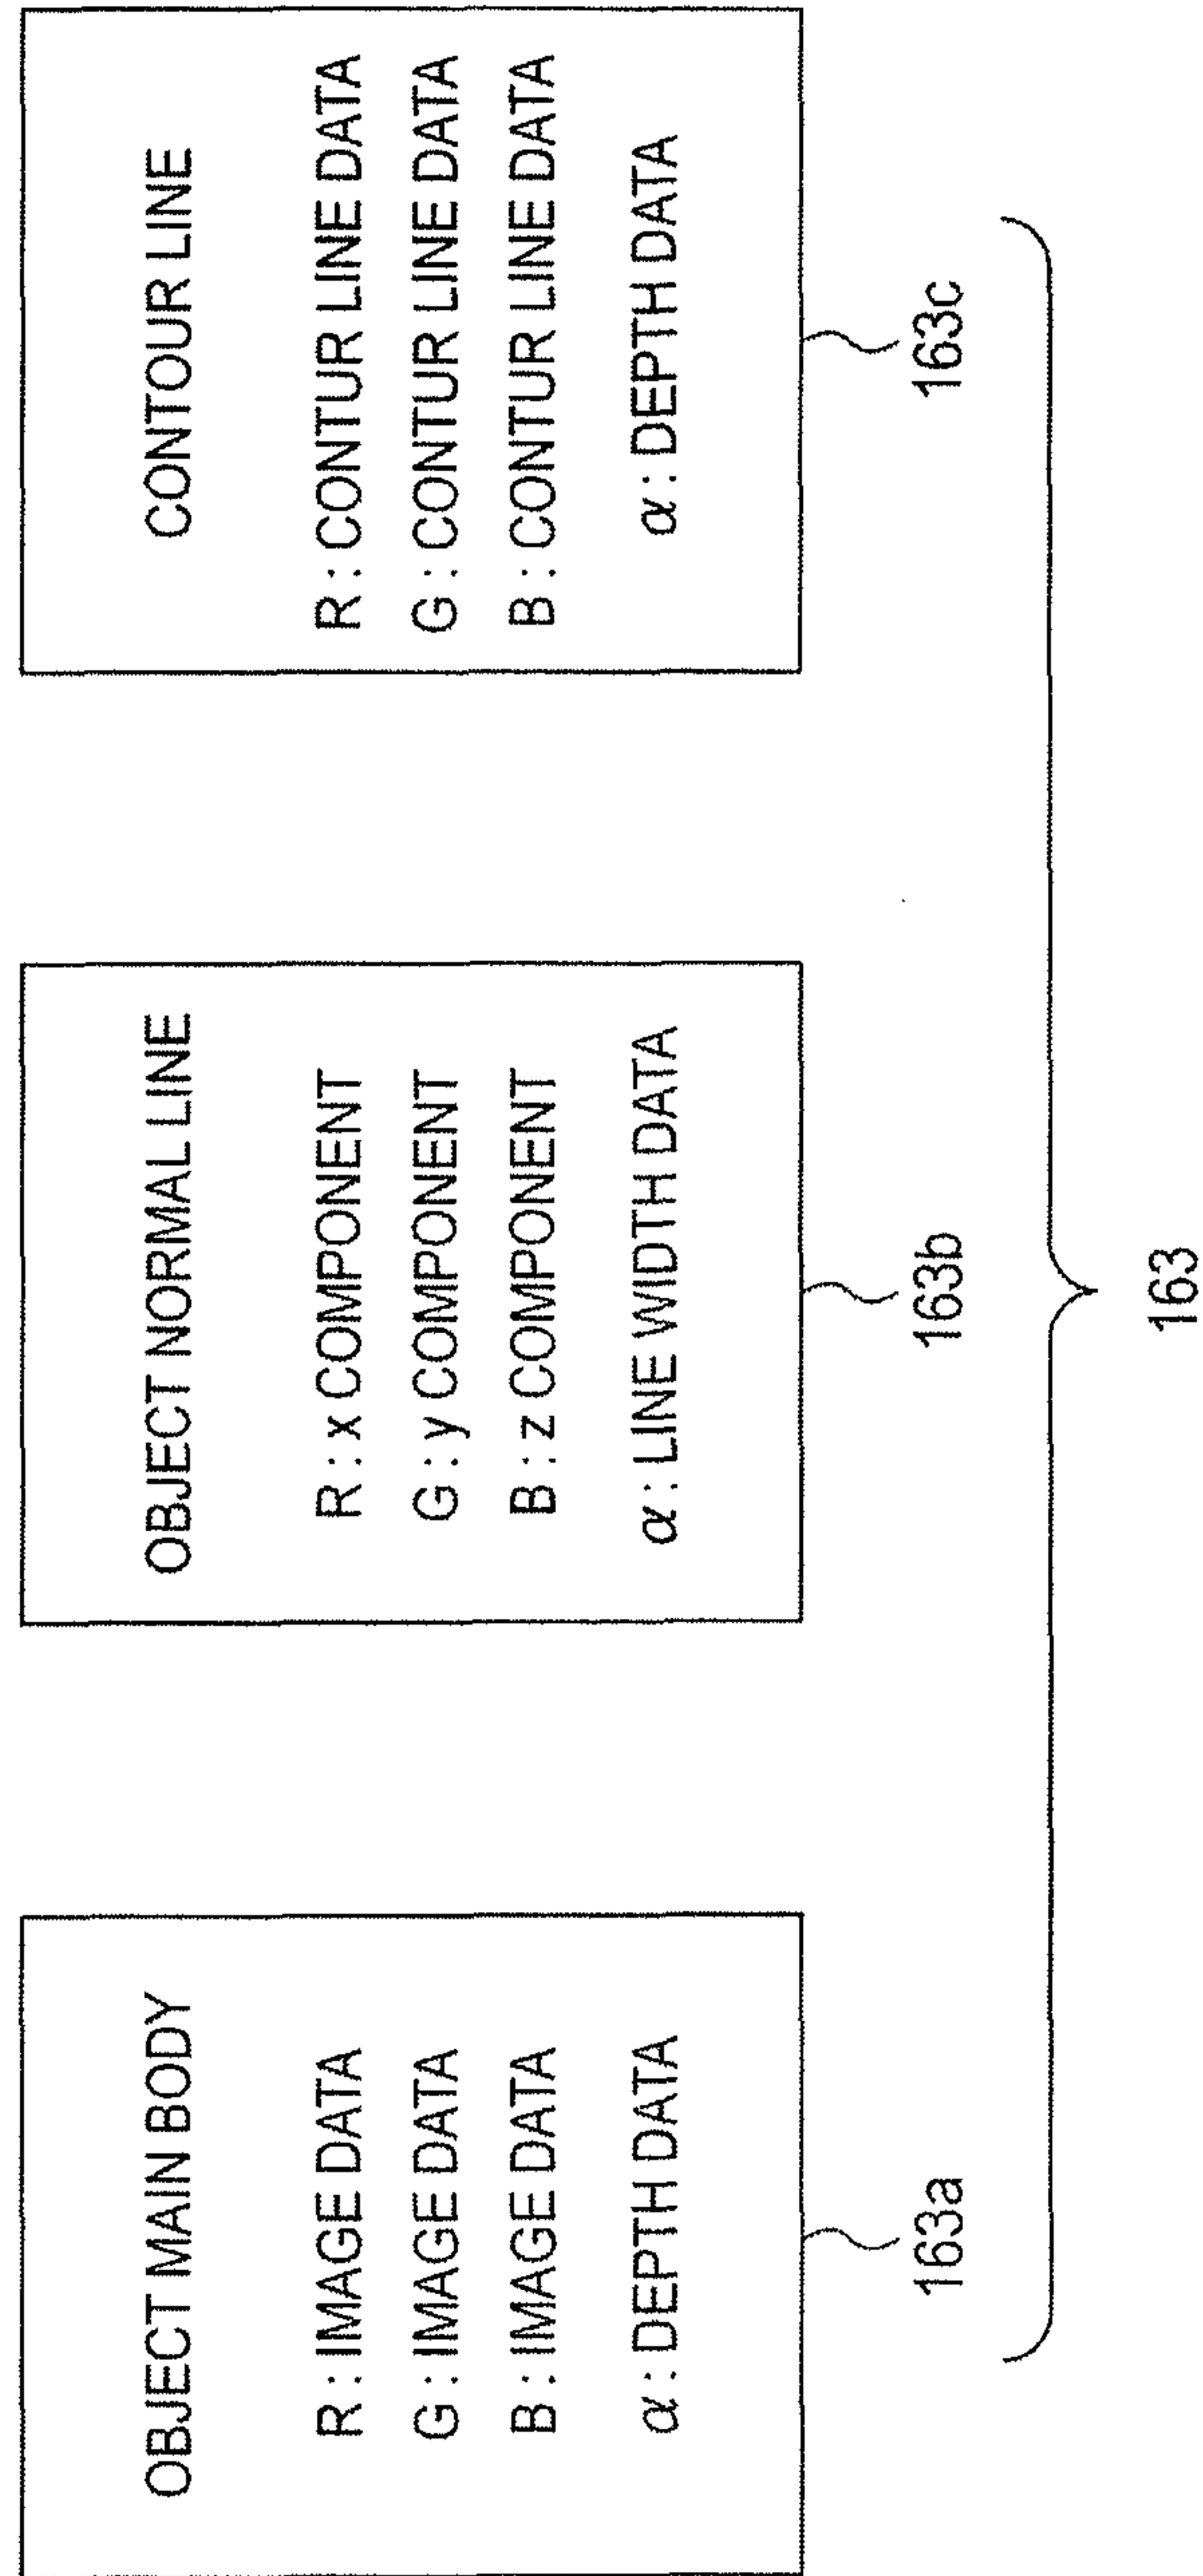 OBJECT MAIN BODY
R : IMAGE DATA
G : IMAGE DATA
B : IMAGE DATA
α : DEPTH DATA
163a
OBJECT NORMAL LINE
R : x COMPONENT
G : y COMPONENT
B : z COMPONENT
α : LINE WIDTH DATA
163b
CONTOUR LINE
R : CONTUR LINE DATA
G : CONTUR LINE DATA
B : CONTUR LINE DATA
α : DEPTH DATA
163c
163